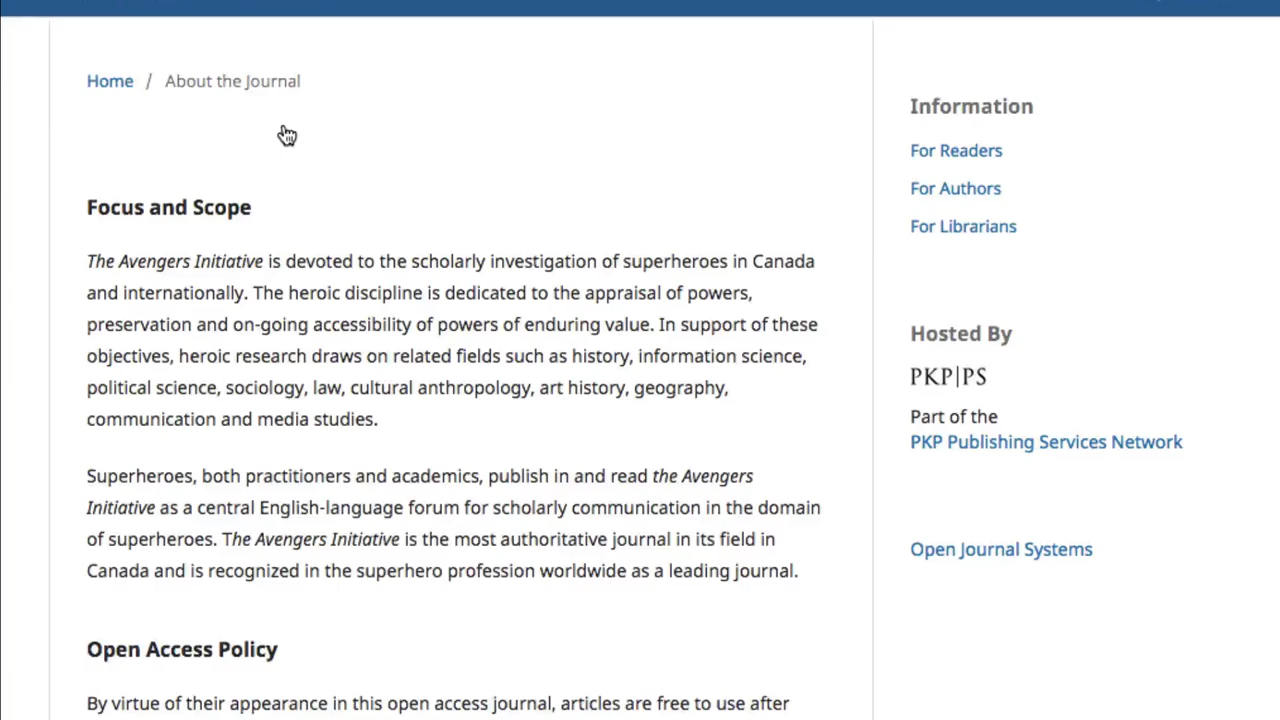 Home / About the Journal
Focus and Scope
The Avengers Initiative is devoted to the scholarly investigation of superheroes in Canada
and internationally. The heroic discipline is dedicated to the appraisal of powers,
preservation and on-going accessibility of powers of enduring value. In support of these
objectives, heroic research draws on related fields such as history, information science,
political science, sociology, law, cultural anthropology, art history, geography,
communication and media studies.
Superheroes, both practitioners and academics, publish in and read the Avengers
Initiative as a central English-language forum for scholarly communication in the domain
of superheroes. The Avengers Initiative is the most authoritative journal in its field in
Canada and is recognized in the superhero profession worldwide as a leading journal.
Open Access Policy
By virtue of their appearance in this open access journal, articles are free to use after
Information
For Readers
For Authors
For Librarians
Hosted By
PKP|PS
Part of the
PKP Publishing Services Network
Open Journal Systems